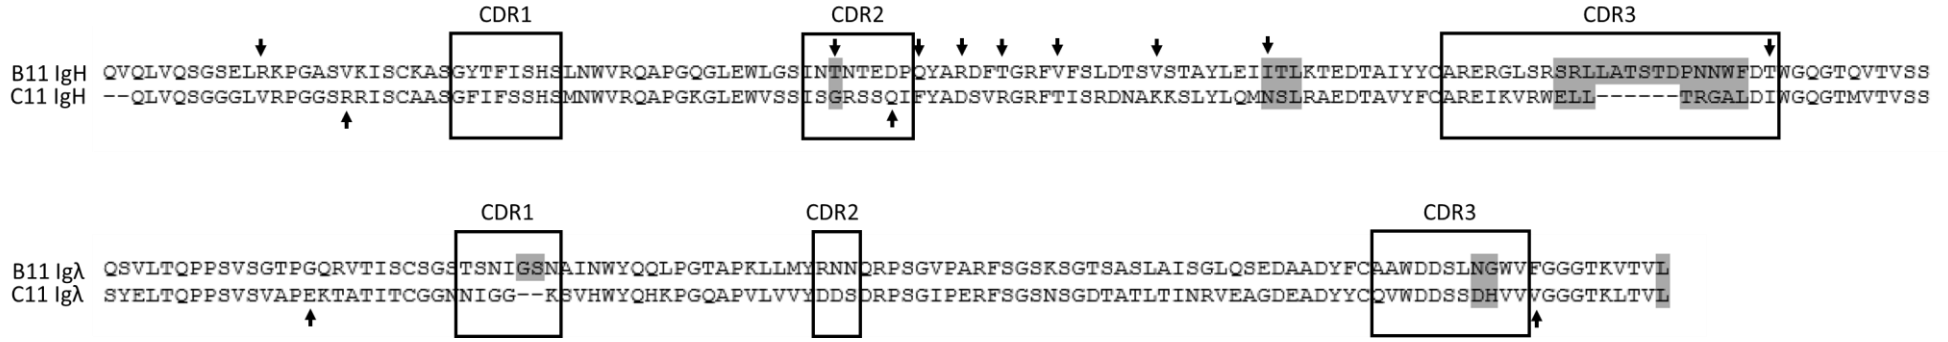 CDR1 CDR2 CDR3
B11 IgH QVQLVQSGSELRKPGASVKISCKASGYTFISHSLNWVRQAPGQGLEWLGSINTNTEDPQYARDFTGRFVFSLDTSVSTAYLEIITLKTEDTAIYYCARERGLSRSRLLATSTDPNNWFDTWGQGTQVTVSS
C11 IgH --QLVQSGGGLVRPGGSRRISCAASGFIFSSHSMNWVRQAPGKGLEWVSSISGRSSQIFYADSVRGRFTISRDNAKKSLYLQMNSLRAEDTAVYFCAREIKVRWELL------TRGALDIWGQGTMVTVSS
CDR1 CDR2 CDR3
B11 Igλ QSVLTQPPSVSGTPGQRVTISCSGSTSNIGSNAINWYQQLPGTAPKLLMYRNNQRPSGVPARFSGSKSGTSASLAISGLQSEDAADYFCAAWDDSLNGWVFGGGTKVTVL
C11 Igλ SYELTQPPSVSVAPEKTATITCGGNNIGG--KSVHWYQHKPGQAPVLVVYDDSDRPSGIPERFSGSNSGDTATLTINRVEAGDEADYYCQVWDDSSDHVVVGGGTKLTVL